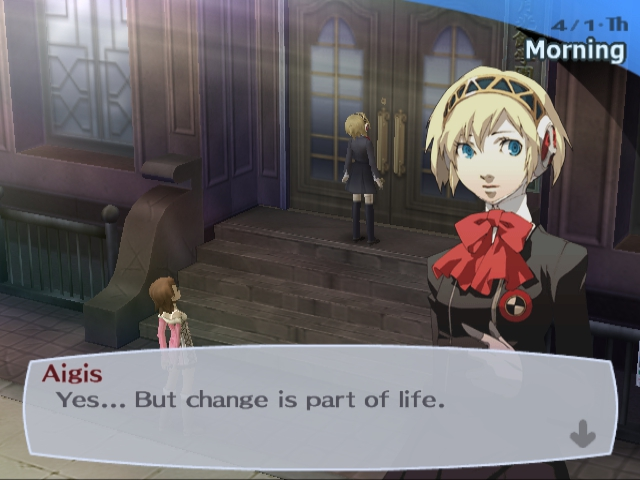 4/1·Th
Morning
Aigis
Yes... But change is part of life.